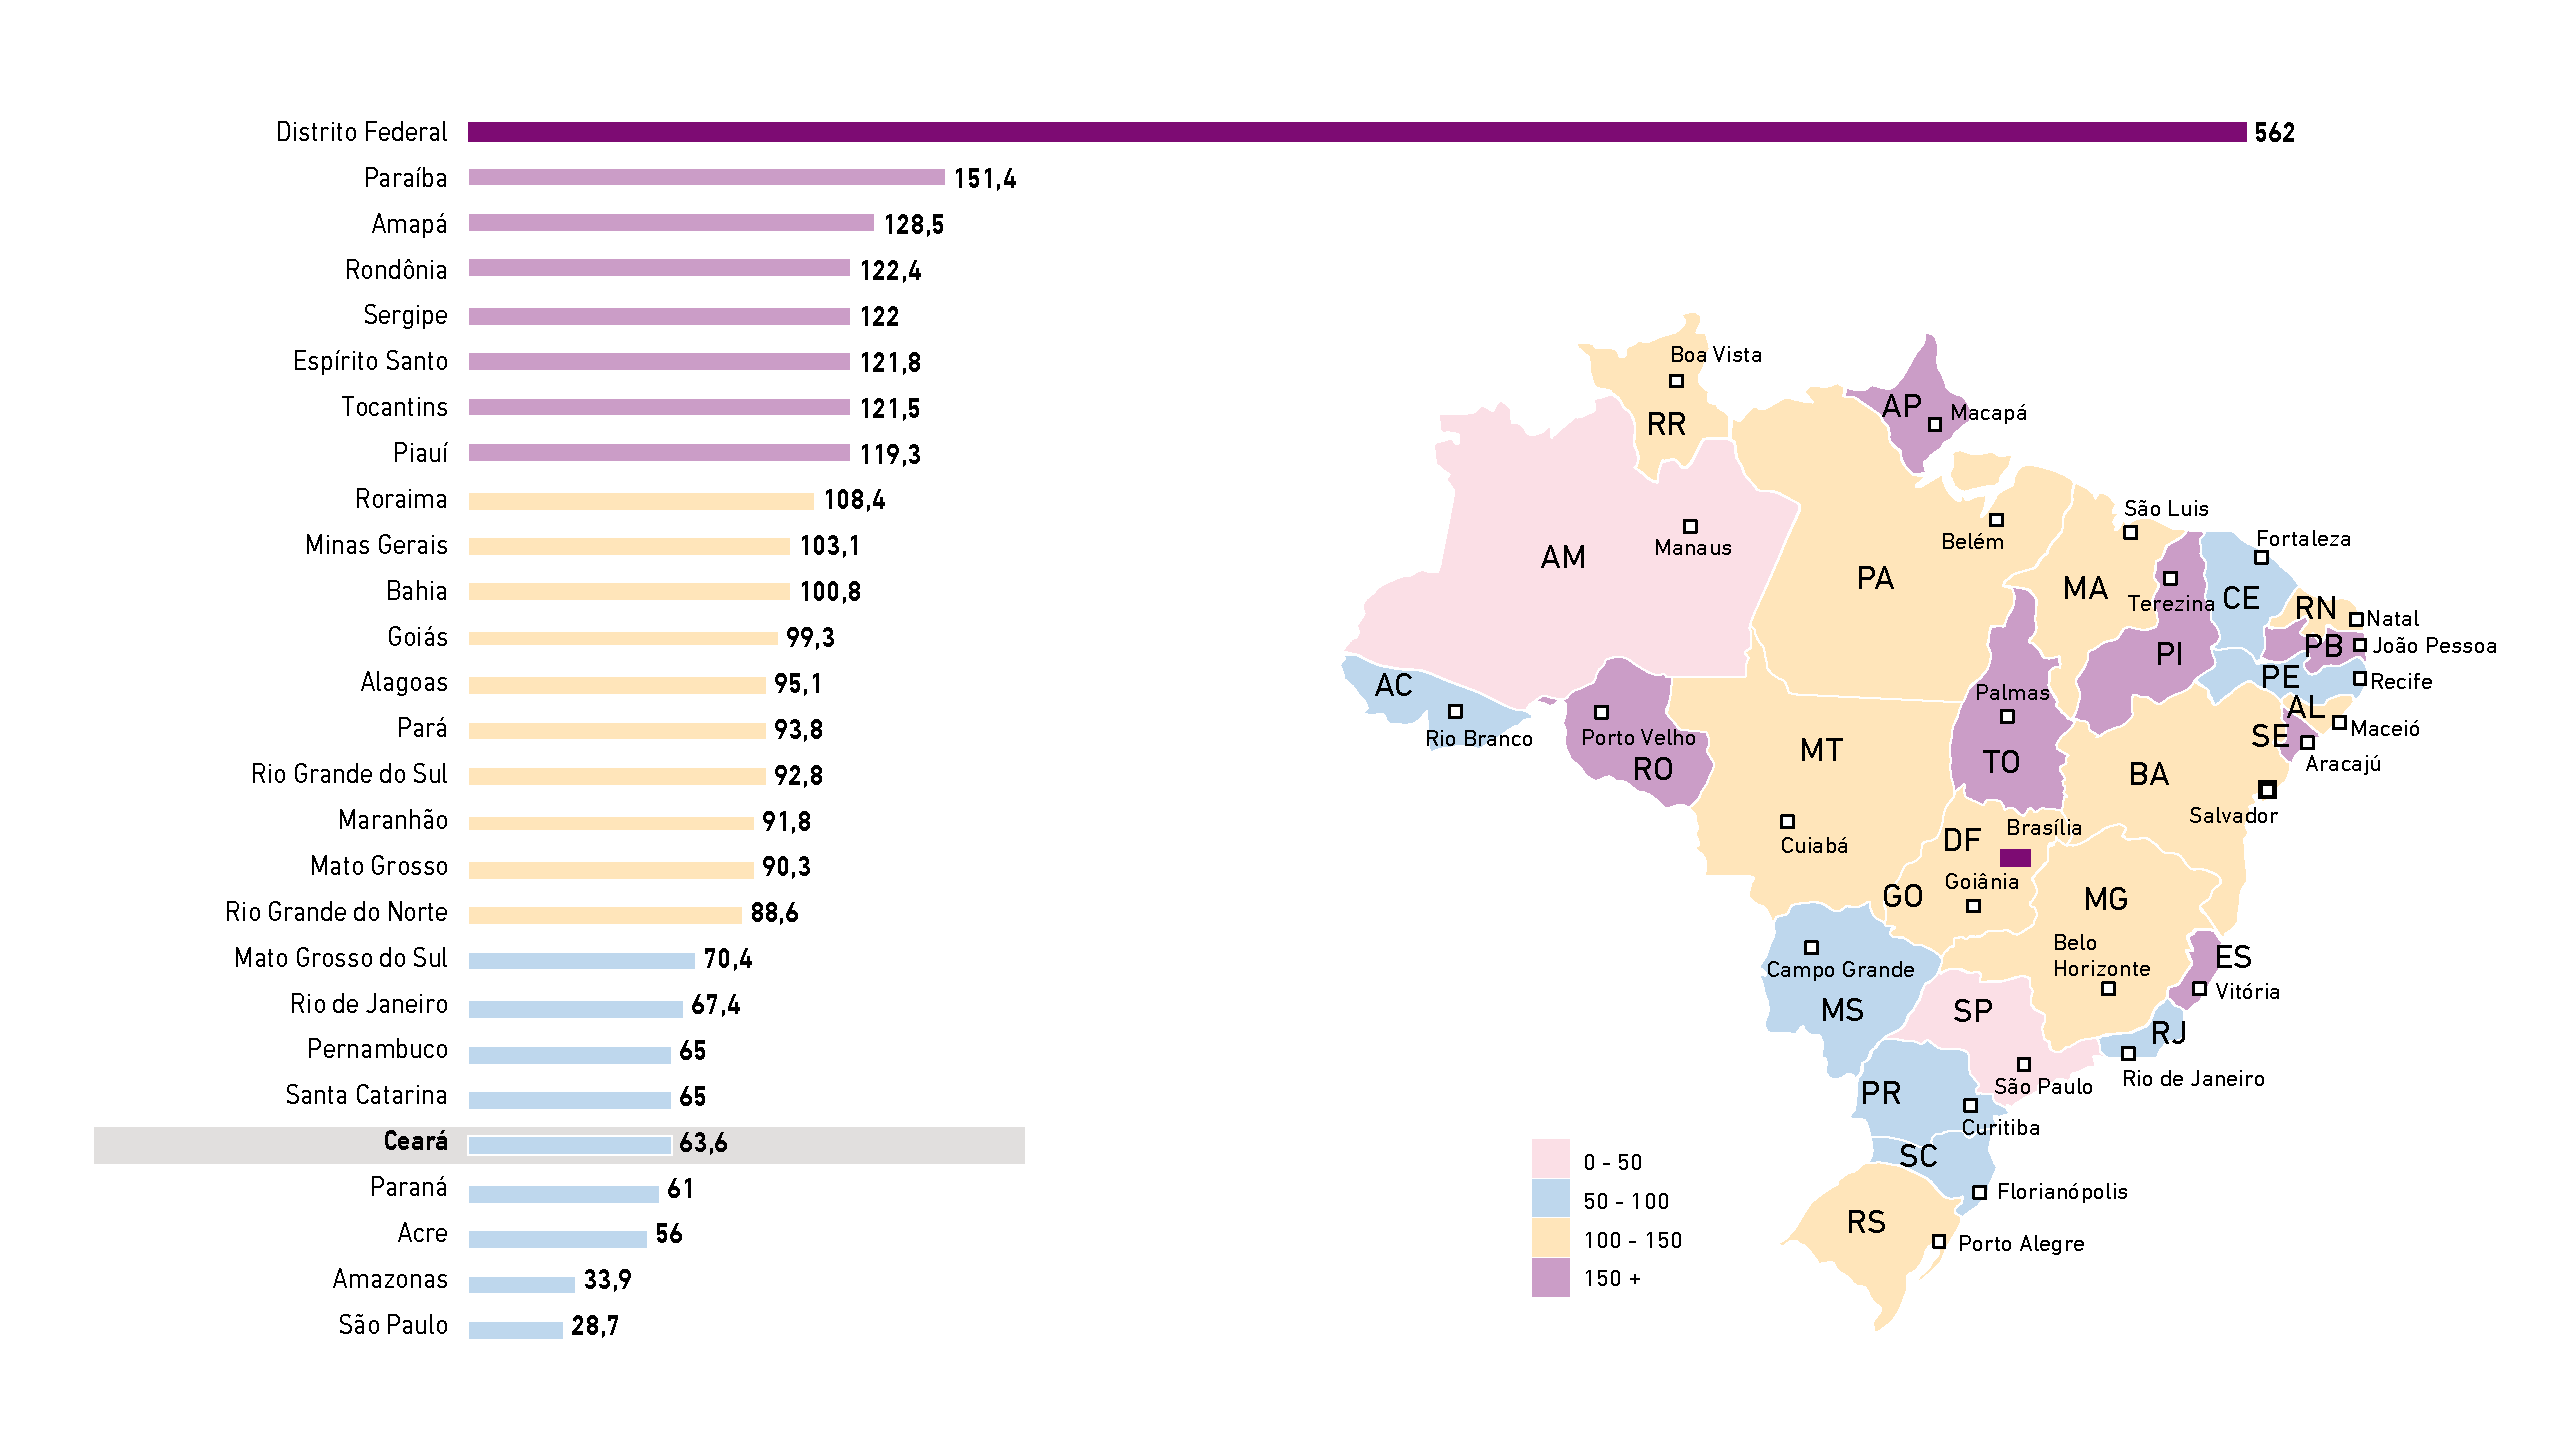 Distrito Federal 562
Paraíba 151,4
Amapá 128,5
Rondônia 122,4
Sergipe 122
Espírito Santo 121,8
Tocantins 121,5
Piauí 119,3
Roraima 108,4
Minas Gerais 103,1
Bahia 100,8
Goiás 99,3
Alagoas 95,1
Pará 93,8
Rio Grande do Sul 92,8
Maranhão 91,8
Mato Grosso 90,3
Rio Grande do Norte 88,6
Mato Grosso do Sul 70,4
Rio de Janeiro 67,4
Pernambuco 65
Santa Catarina 65
Ceará 63,6
Paraná 61
Acre 56
Amazonas 33,9
São Paulo 28,7
Boa Vista
RR
AP
Macapá
AM
Manaus
PA
Belém
São Luis
MA
Terezina
PI
Fortaleza
CE
RN
Natal
PB
João Pessoa
PE
Recife
AL
Maceió
SE
Aracajú
AC
Rio Branco
Porto Velho
RO
MT
Cuiabá
Palmas
TO
BA
Salvador
DF
Brasília
Goiânia
GO
MG
Belo
Horizonte
ES
Vitória
Campo Grande
MS
SP
São Paulo
RJ
Rio de Janeiro
PR
Curitiba
SC
Florianópolis
RS
Porto Alegre
0 - 50
50 - 100
100 - 150
150 +